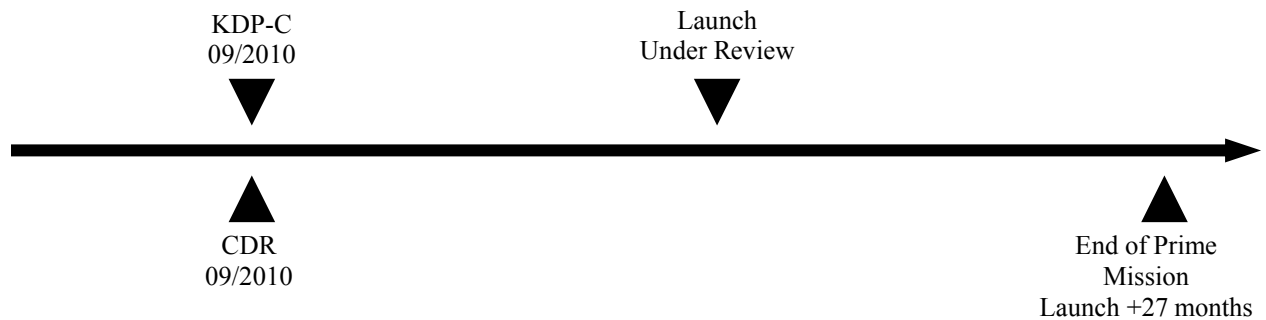 KDP-C
09/2010
Launch
Under Review
CDR
09/2010
End of Prime
Mission
Launch +27 months